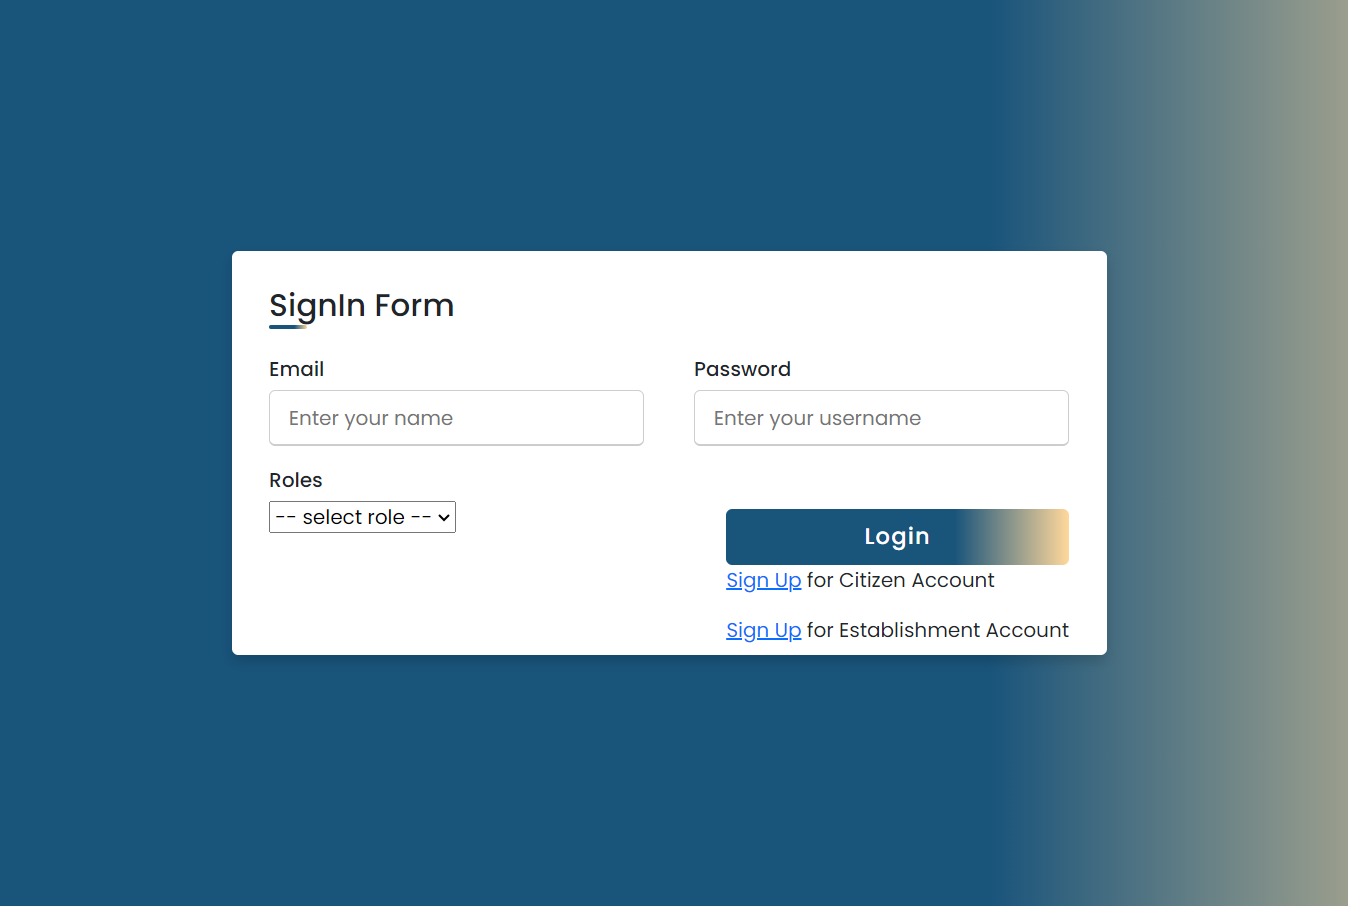 SignIn Form
Email
Password
Enter your name
Enter your username
Roles
-- select role --
Login
Sign Up for Citizen Account
Sign Up for Establishment Account